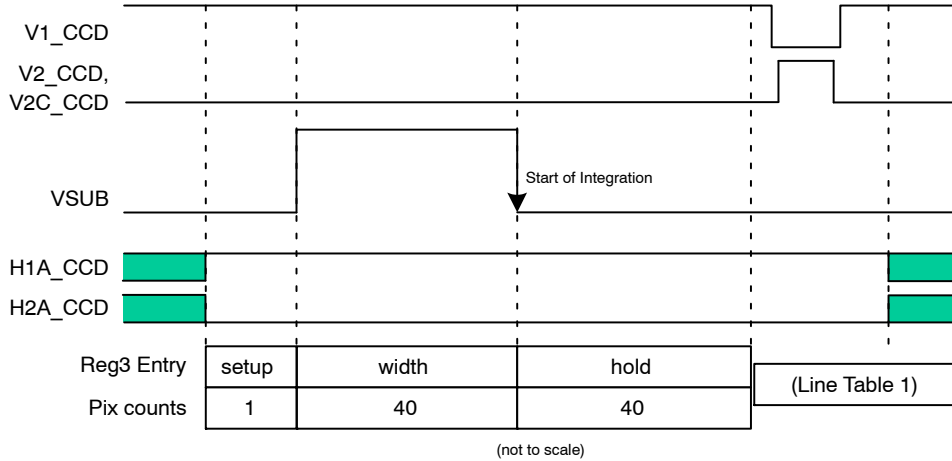 V1_CCD
V2_CCD,
V2C_CCD
VSUB
Start of Integration
H1A_CCD
H2A_CCD
Reg3 Entry setup width hold
(Line Table 1)
Pix counts 1 40 40
(not to scale)